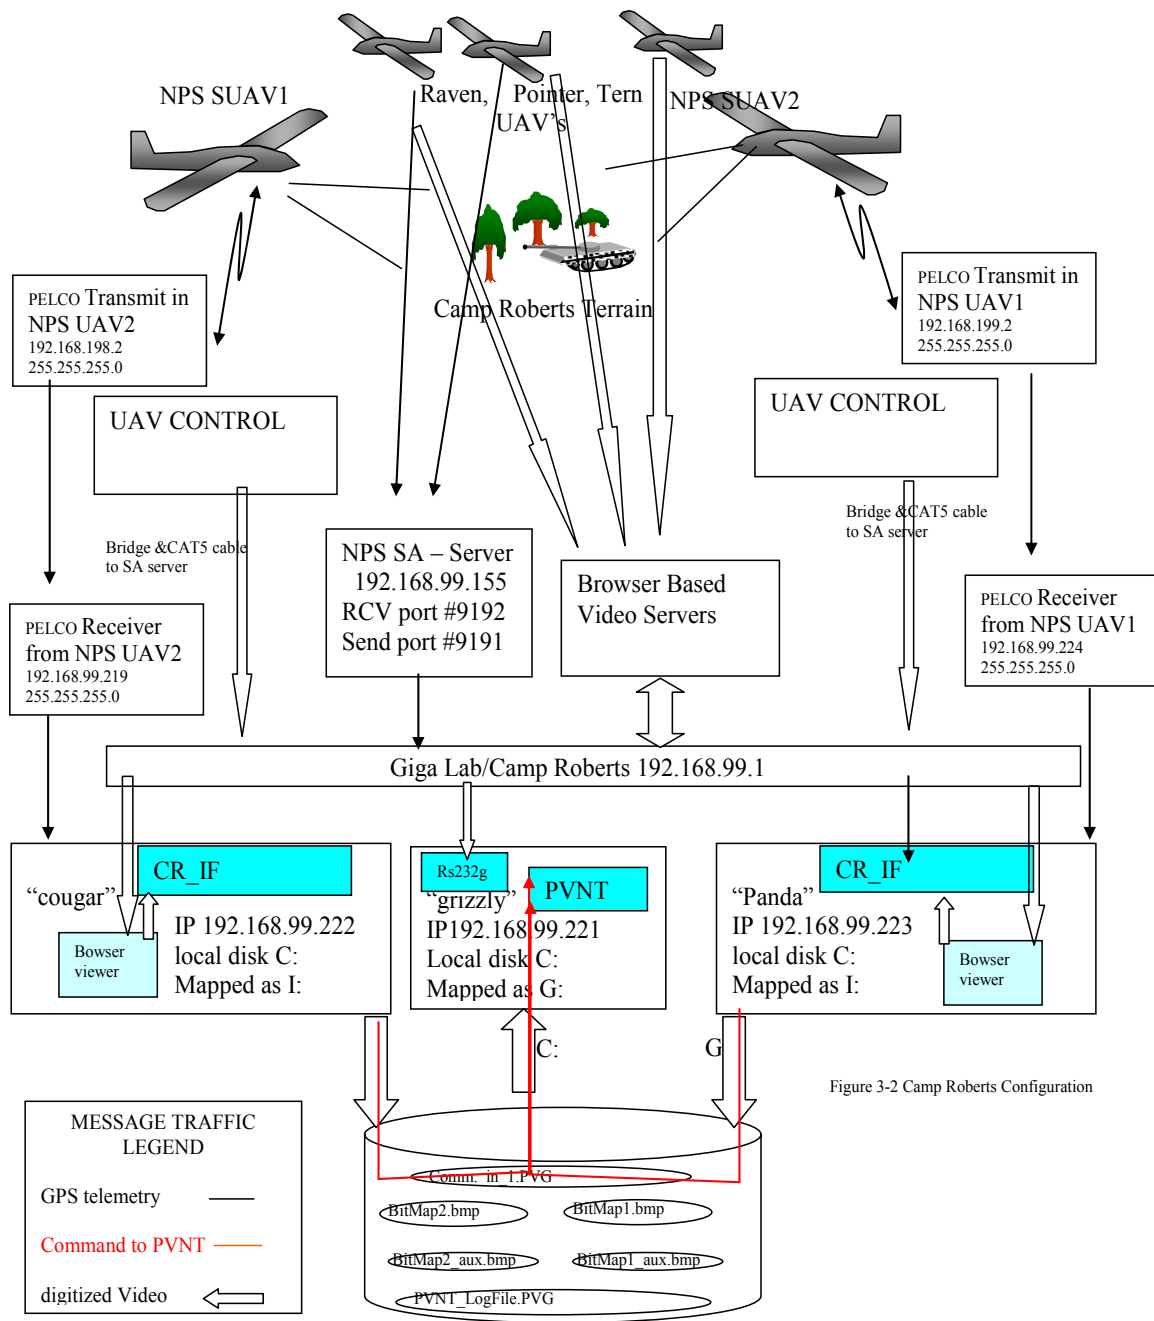 NPS SUAV1
Raven, Pointer, Tern
UAV's
NPS SUAV2
Camp Roberts Terrain
PELCO Transmit in
NPS UAV2
192.168.198.2
255.255.255.0
PELCO Transmit in
NPS UAV1
192.168.199.2
255.255.255.0
UAV CONTROL
UAV CONTROL
Bridge &CAT5 cable
to SA server
Bridge &CAT5 cable
to SA server
NPS SA – Server
192.168.99.155
RCV port #9192
Send port #9191
Browser Based
Video Servers
PELCO Receiver
from NPS UAV2
192.168.99.219
255.255.255.0
PELCO Receiver
from NPS UAV1
192.168.99.224
255.255.255.0
Giga Lab/Camp Roberts 192.168.99.1
CR_IF
"cougar"
IP 192.168.99.222
local disk C:
Mapped as I:
Bowser
viewer
Rs232g
"grizzly"
PVNT
IP192.168.99.221
Local disk C:
Mapped as G:
CR_IF
"Panda"
IP 192.168.99.223
local disk C:
Mapped as I:
Bowser
viewer
C:
G
Figure 3-2 Camp Roberts Configuration
MESSAGE TRAFFIC
LEGEND
GPS telemetry
Command to PVNT
digitized Video
Comm. in_1.PVG
BitMap2.bmp
BitMap1.bmp
BitMap2_aux.bmp
BitMap1_aux.bmp
PVNT_LogFile.PVG